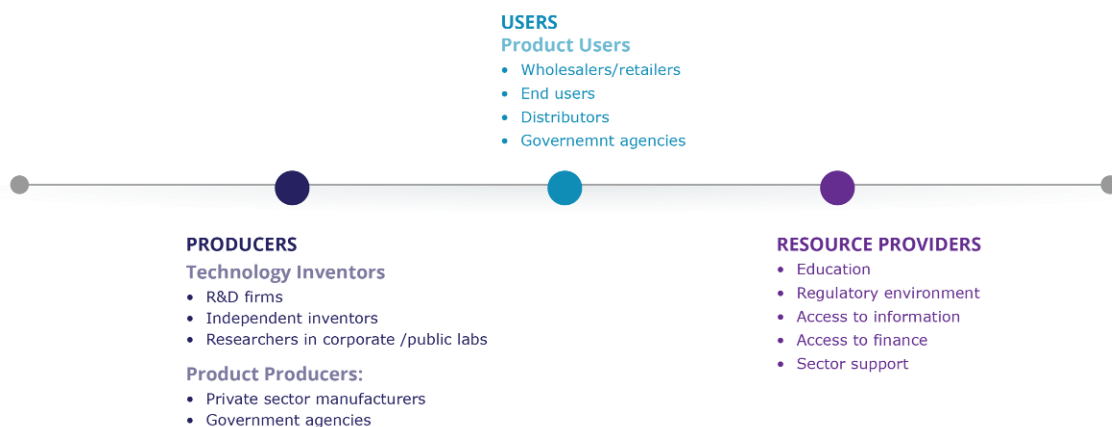 USERS
Product Users
• Wholesalers/retailers
• End users
• Distributors
• Governemnt agencies
PRODUCERS
Technology Inventors
• R&D firms
• Independent inventors
• Researchers in corporate /public labs
Product Producers:
• Private sector manufacturers
• Government agencies
RESOURCE PROVIDERS
• Education
• Regulatory environment
• Access to information
• Access to finance
• Sector support